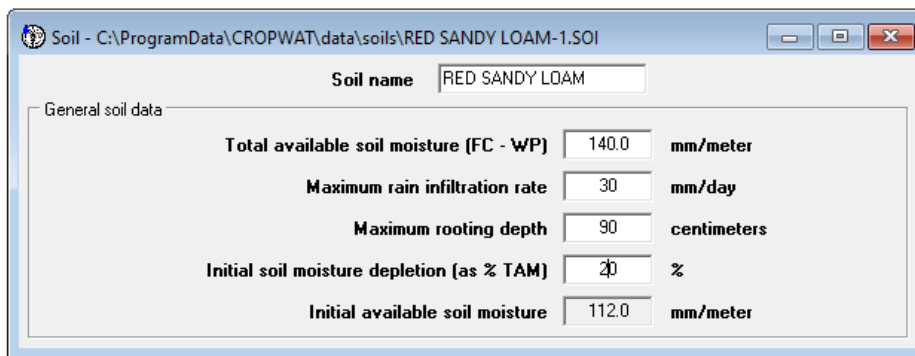 Soil - C:\ProgramData\CROPWAT\data\soils\RED SANDY LOAM-1.SOI
Soil name RED SANDY LOAM
General soil data
Total available soil moisture (FC - WP) 140.0 mm/meter
Maximum rain infiltration rate 30 mm/day
Maximum rooting depth 90 centimeters
Initial soil moisture depletion (as % TAM) 20 %
Initial available soil moisture 112.0 mm/meter